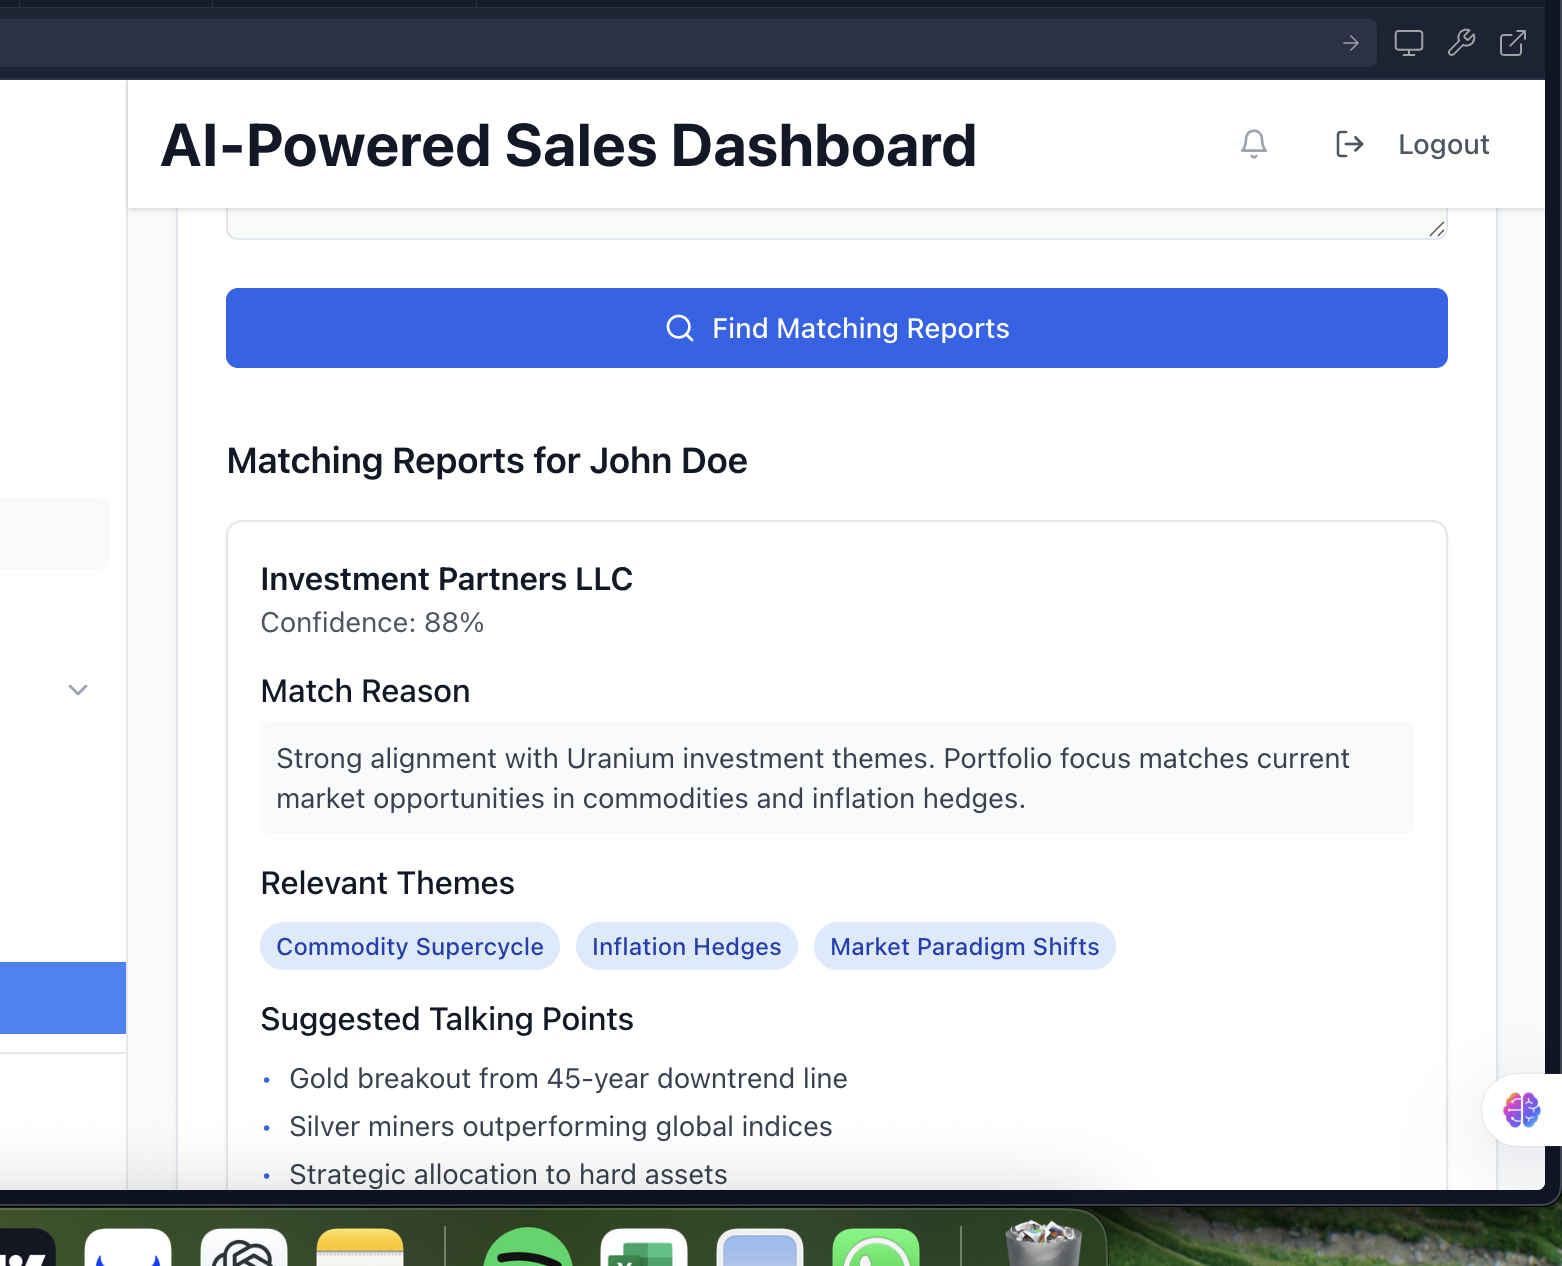 AI-Powered Sales Dashboard
Logout
Find Matching Reports
Matching Reports for John Doe
Investment Partners LLC
Confidence: 88%
Match Reason
Strong alignment with Uranium investment themes. Portfolio focus matches current
market opportunities in commodities and inflation hedges.
Relevant Themes
Commodity Supercycle
Inflation Hedges
Market Paradigm Shifts
Suggested Talking Points
• Gold breakout from 45-year downtrend line
• Silver miners outperforming global indices
• Strategic allocation to hard assets